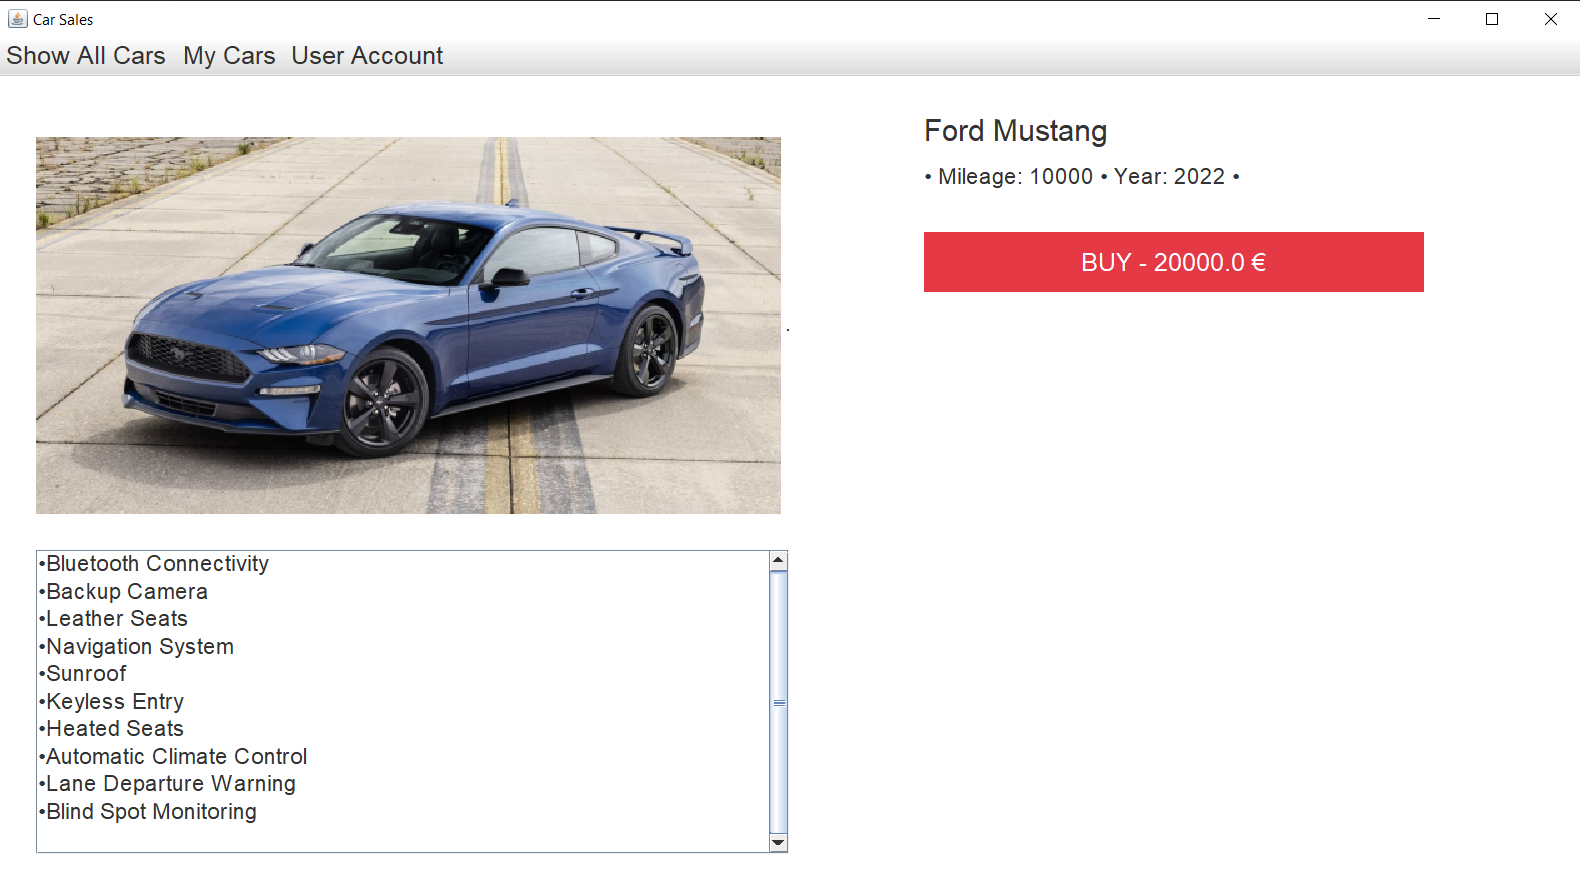 Car Sales
Show All Cars My Cars User Account
Ford Mustang
• Mileage: 10000 • Year: 2022 •
BUY - 20000.0 €
.
•Bluetooth Connectivity
•Backup Camera
•Leather Seats
•Navigation System
•Sunroof
•Keyless Entry
•Heated Seats
•Automatic Climate Control
•Lane Departure Warning
•Blind Spot Monitoring